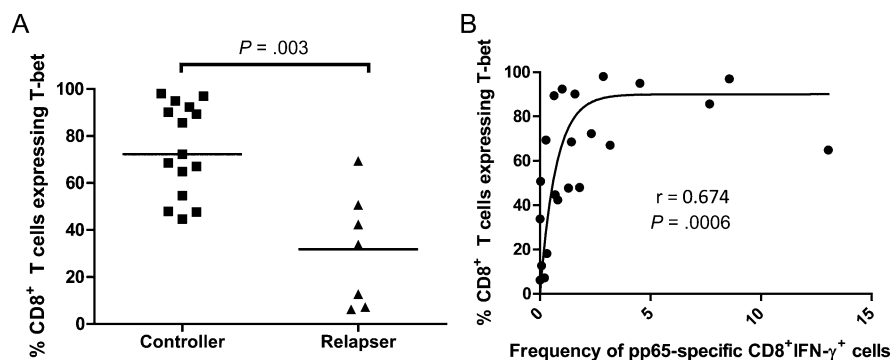 A
P = .003
% CD8+ T cells expressing T-bet
100
80
60
40
20
0
Controller
Relapser
B
% CD8+ T cells expressing T-bet
100
80
60
40
20
0
r = 0.674
P = .0006
0
5
10
15
Frequency of pp65-specific CD8+IFN-γ+ cells